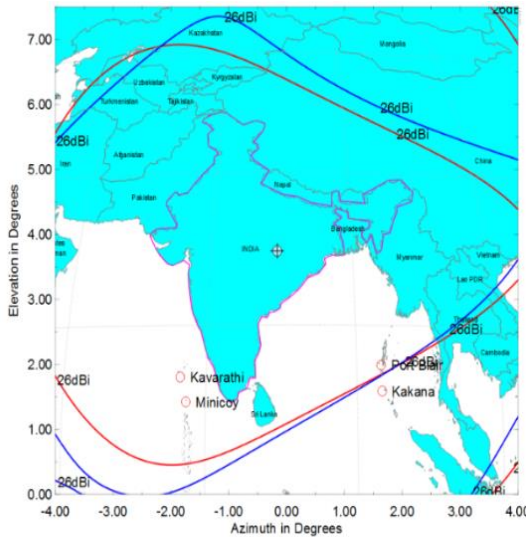 7.00
6.00
5.00
4.00
3.00
2.00
1.00
0.00
Elevation in Degrees
-4.00 -3.00 -2.00 -1.00 0.00 1.00 2.00 3.00 4.00
Azimuth in Degrees
26dBi
Kazakhstan
Mongolia
26dBi
26dBi
Uzbekistan
Kyrgyzstan
Turkmenistan
Tajikistan
26dBi
26dBi
Iran
China
Afganistan
Pakistan
Nepal
Bangladesh
INDIA
Myanmar
Vietnam
Lao PDR
Thailand
26dBi
Cambodia
26dBi
Port Blair
26dBi
Kavarathi
Kakana
Minicoy
Sri Lanka
26dBi
26dBi